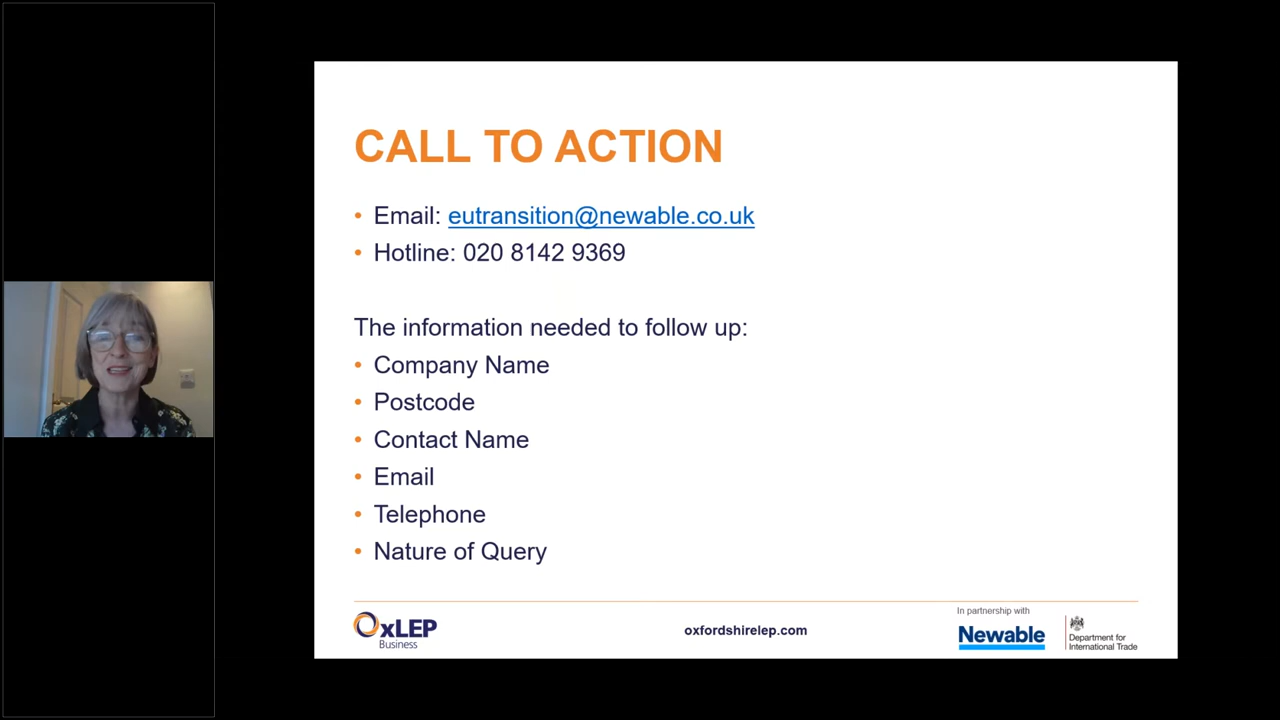 CALL TO ACTION
• Email: eutransition@newable.co.uk
• Hotline: 020 8142 9369
The information needed to follow up:
• Company Name
• Postcode
• Contact Name
• Email
• Telephone
• Nature of Query
OxLEP
Business
oxfordshirelep.com
In partnership with
Newable
Department for
International Trade